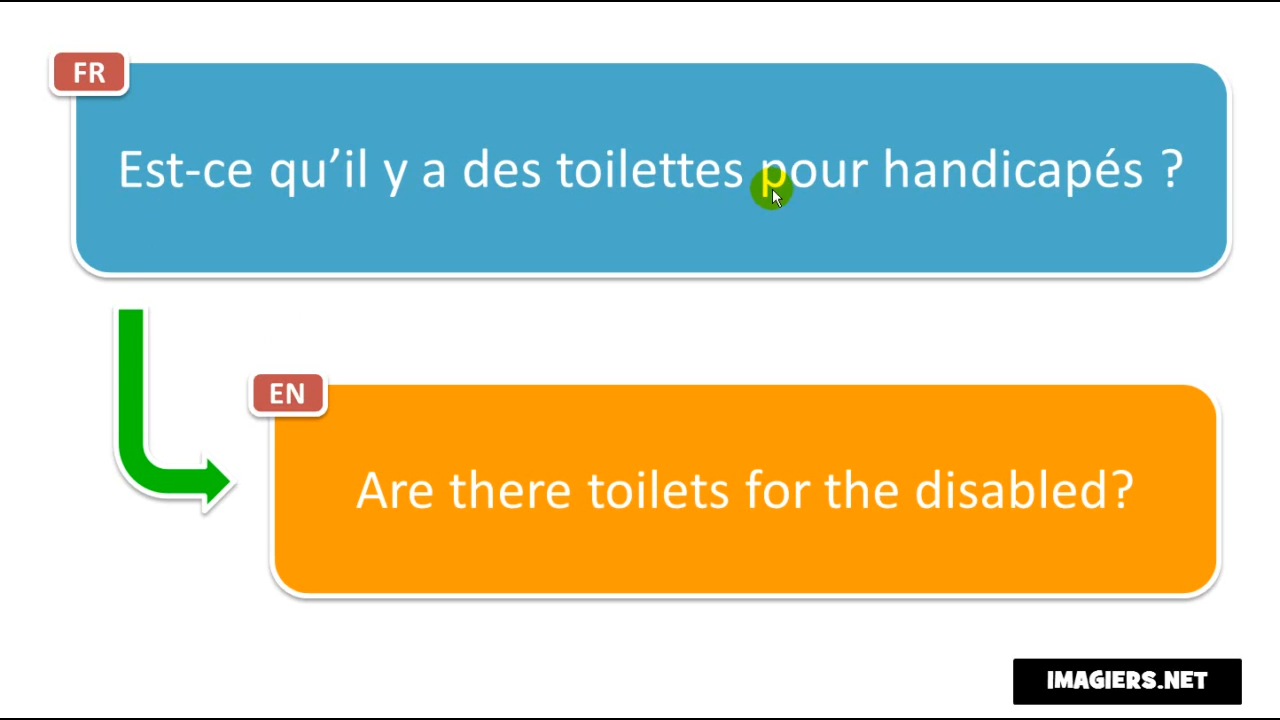 FR
Est-ce qu’il y a des toilettes pour handicapés ?
EN
Are there toilets for the disabled?
IMAGIERS.NET